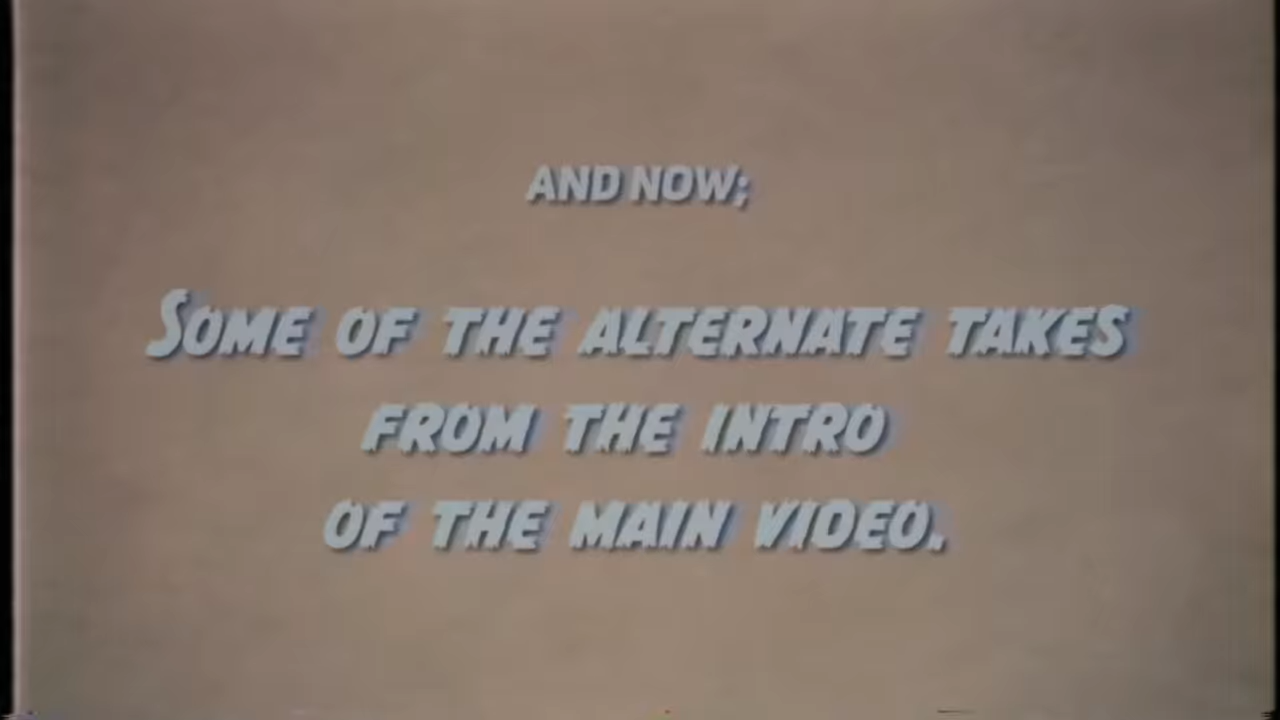 AND NOW;
SOME OF THE ALTERNATE TAKES
FROM THE INTRO
OF THE MAIN VIDEO.